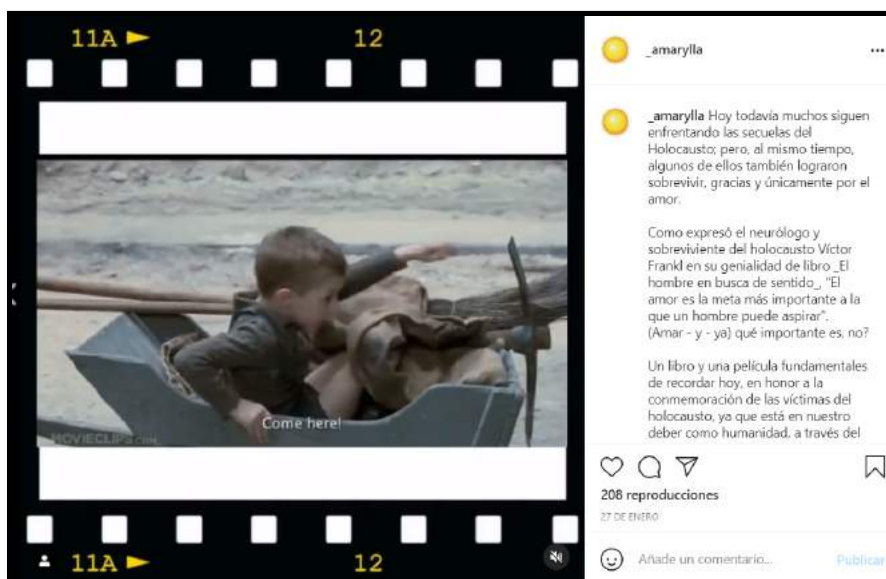 11A
12
Come here!
MOVIECLIPS.COM
11A
12
_amarylla
_amarylla Hoy todavía muchos siguen
enfrentando las secuelas del
Holocausto; pero, al mismo tiempo,
algunos de ellos también lograron
sobrevivir, gracias y únicamente por el
amor.
Como expresó el neurólogo y
sobreviviente del holocausto Víctor
Frankl en su genialidad de libro _El
hombre en busca de sentido_, "El
amor es la meta más importante a la
que un hombre puede aspirar".
(Amar - y - ya) qué importante es, no?
Un libro y una película fundamentales
de recordar hoy, en honor a la
conmemoración de las víctimas del
holocausto, ya que está en nuestro
deber como humanidad, a través del
208 reproducciones
27 DE ENERO
Añade un comentario...
Publicar